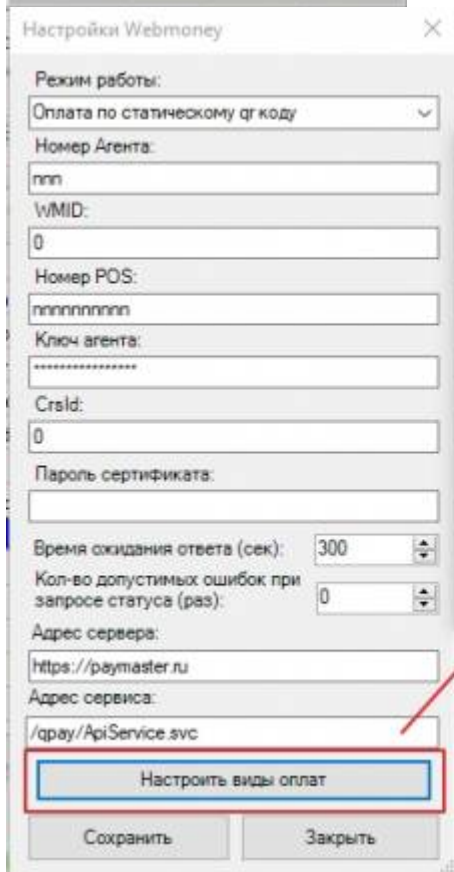 Настройки Webmoney
Режим работы:
Оплата по статическому qr коду
Номер Агента:
nnn
WMID:
0
Номер POS:
nnnnnnnnnn
Ключ агента:
****************
CrsId:
0
Пароль сертификата:
Время ожидания ответа (сек): 300
Кол-во допустимых ошибок при
запросе статуса (раз): 0
Адрес сервера:
https://paymaster.ru
Адрес сервиса:
/qpay/ApiService.svc
Настроить виды оплат
Сохранить Закрыть